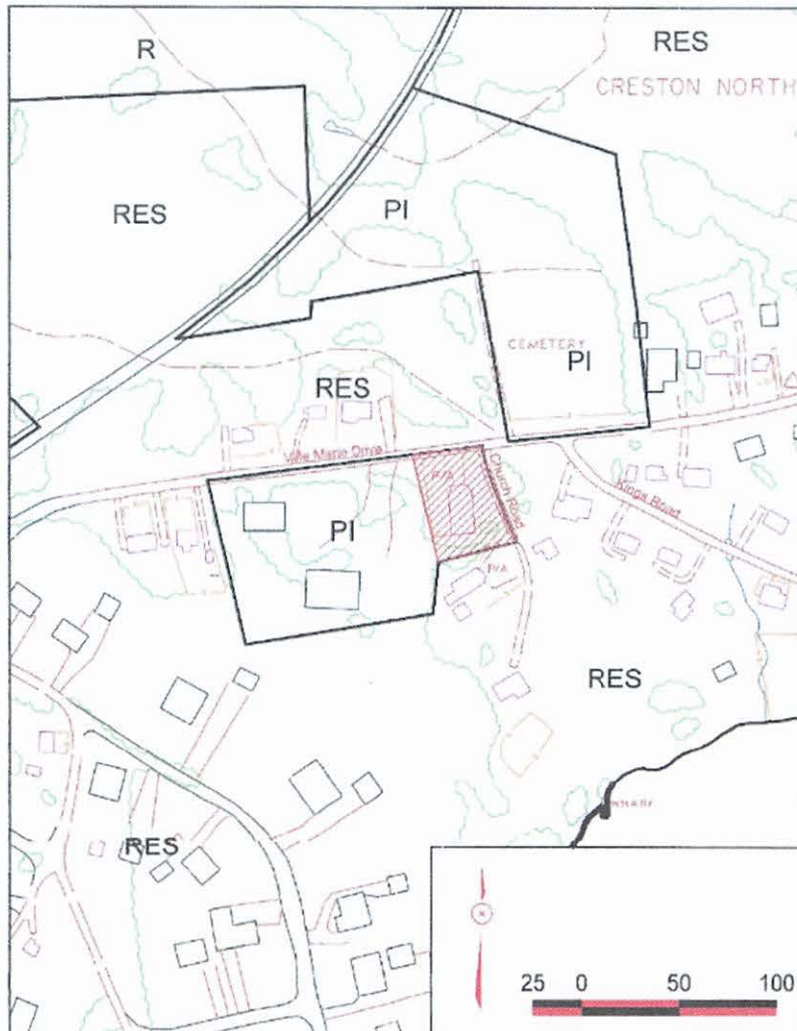 R
RES
CRESTON NORTH
RES
PI
CEMETERY
PI
RES
Ville Marie Drive
P/A
Church Road
Kings Road
PI
P/A
RES
WHARF
RES
25 0 50 100